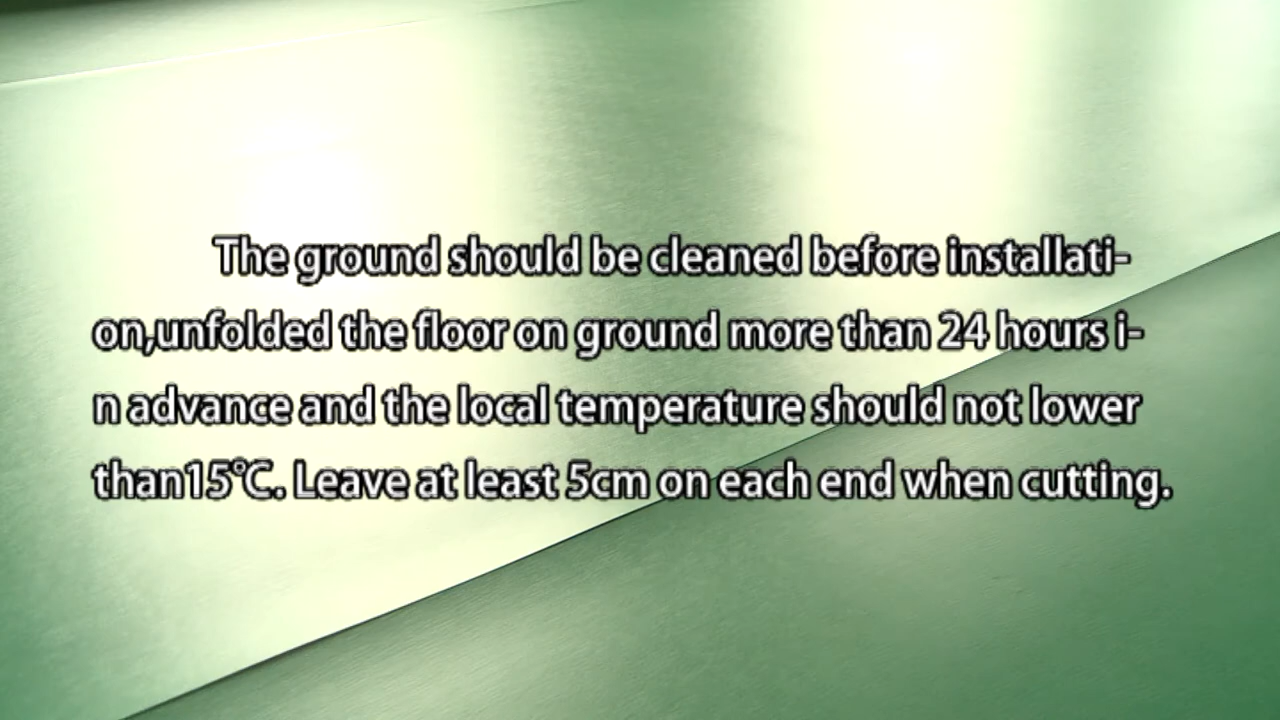 The ground should be cleaned before installati-
on,unfolded the floor on ground more than 24 hours i-
n advance and the local temperature should not lower
than15℃. Leave at least 5cm on each end when cutting.